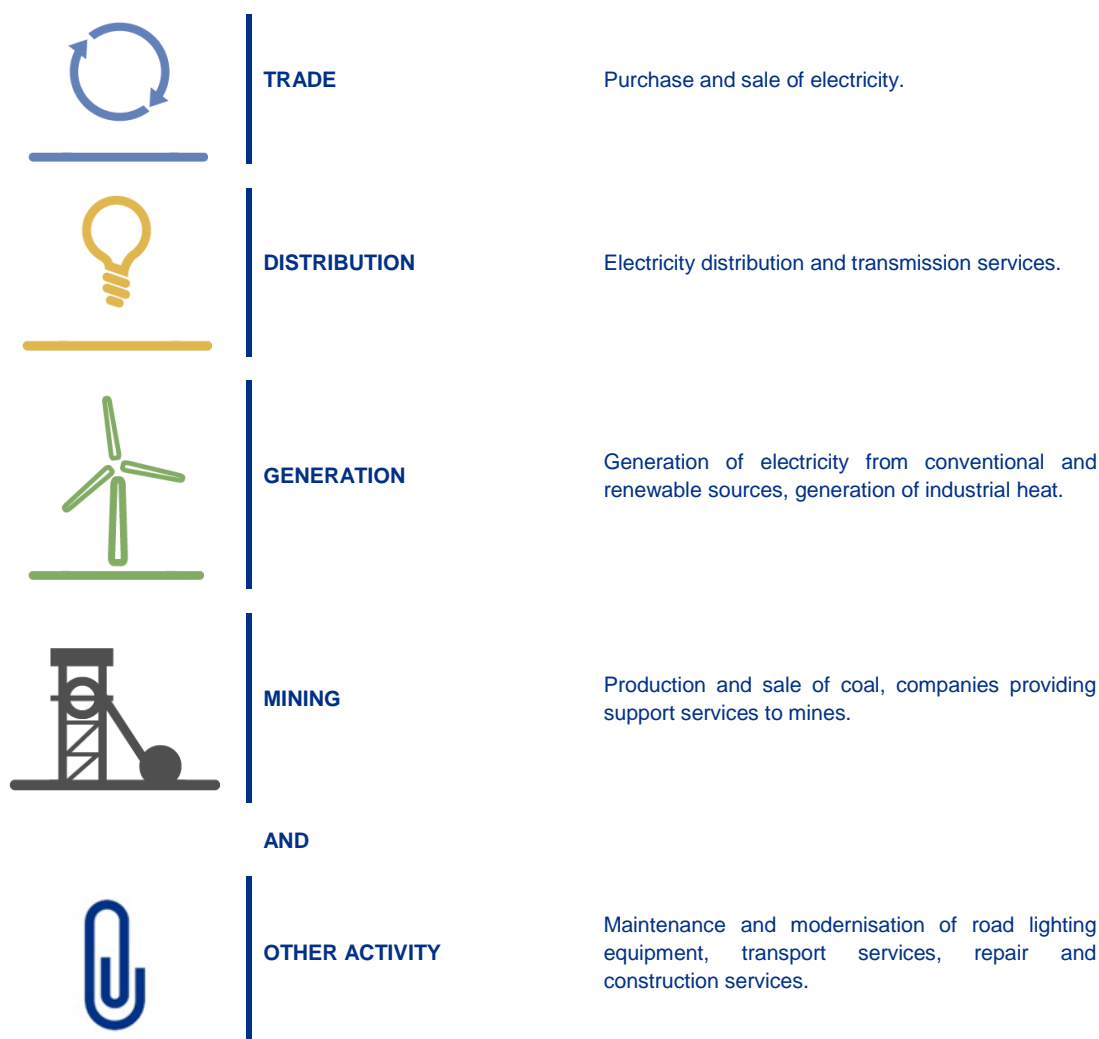 TRADE
Purchase and sale of electricity.
DISTRIBUTION
Electricity distribution and transmission services.
GENERATION
Generation of electricity from conventional and
renewable sources, generation of industrial heat.
MINING
Production and sale of coal, companies providing
support services to mines.
AND
OTHER ACTIVITY
Maintenance and modernisation of road lighting
equipment, transport services, repair and
construction services.